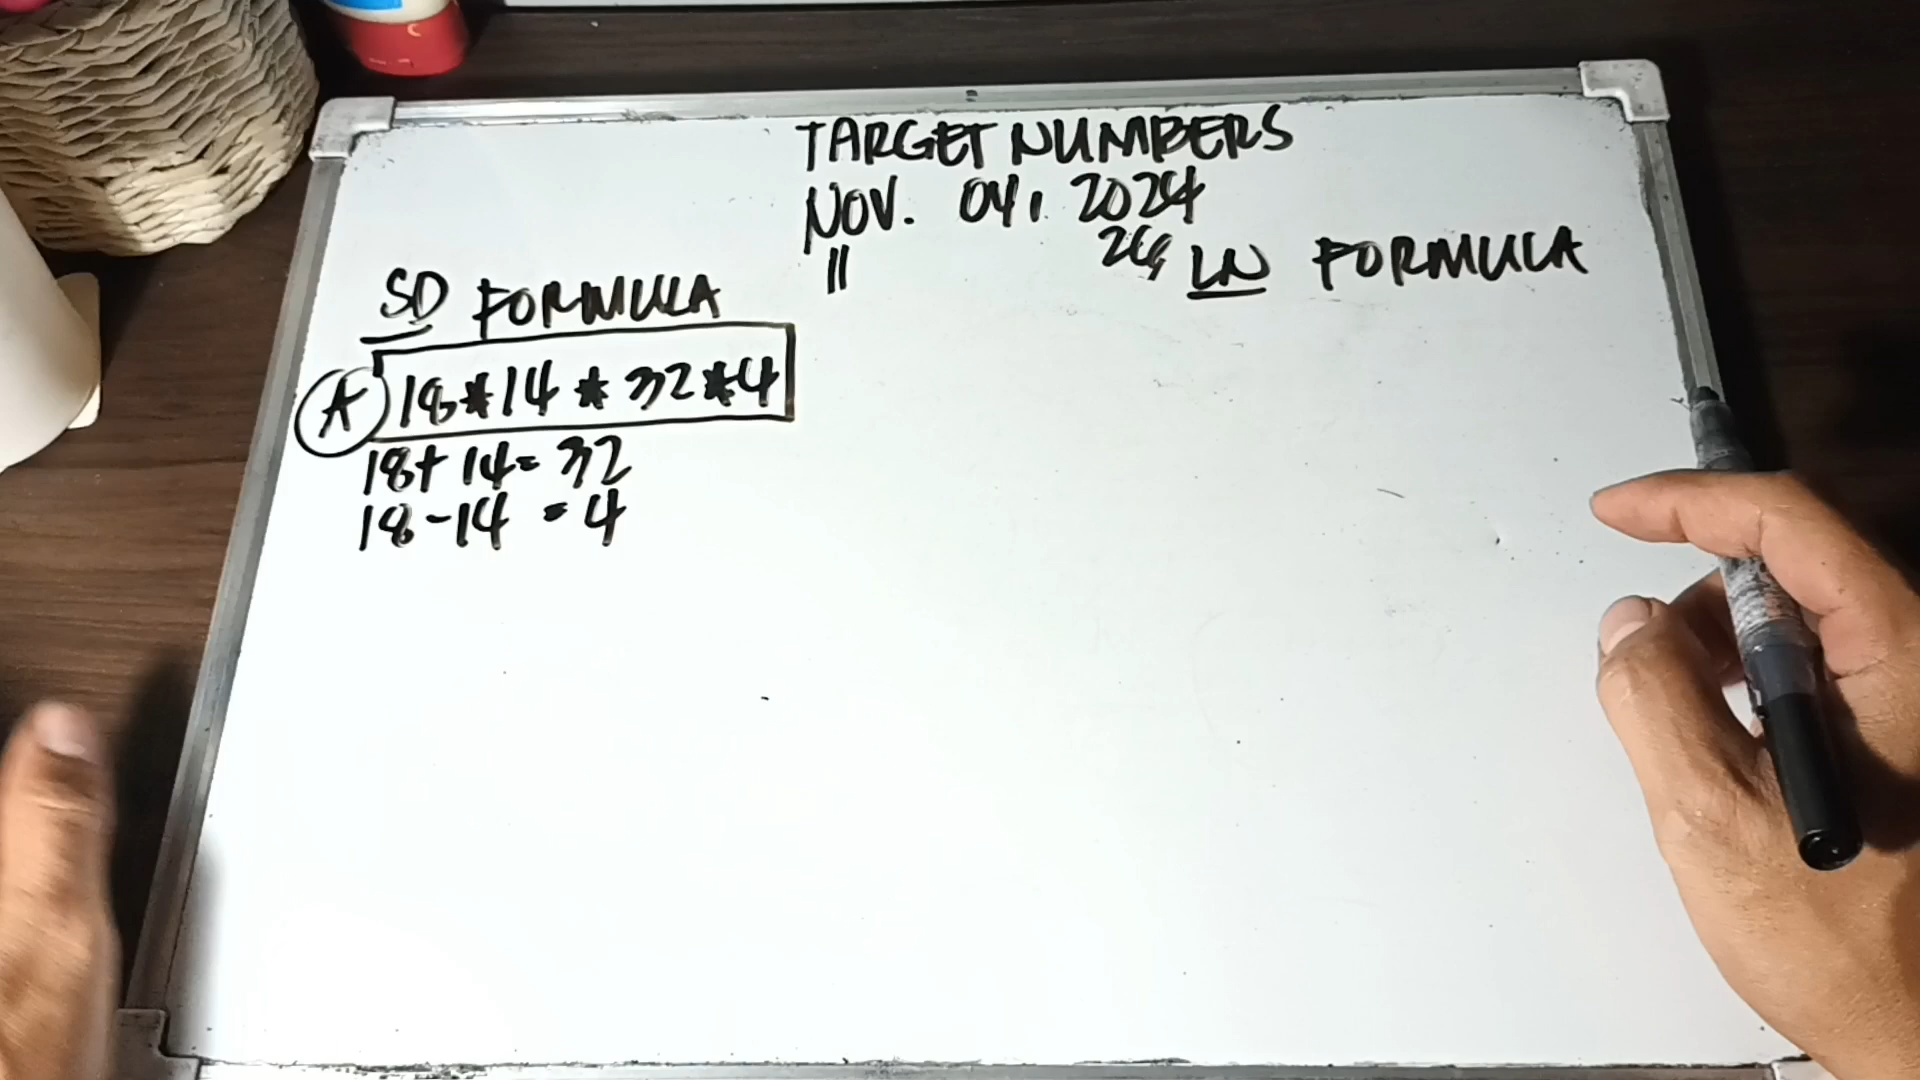 TARGET NUMBERS
NOV. 04, 2024
11
LN FORMULA
SD FORMULA
A 18*14*32*4
18+14=32
18-14=4